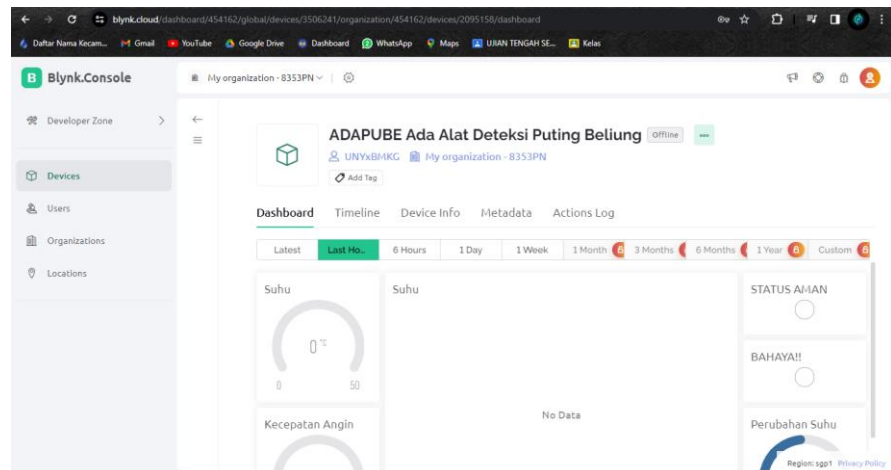 blynk.cloud/dashboard/454162/global/devices/3506241/organization/454162/devices/2095158/dashboard
Daftar Nama Kecam... Gmail YouTube Google Drive Dashboard WhatsApp Maps UJIAN TENGAH SE... Kelas
B Blynk.Console
My organization - 8353PN
Developer Zone
Devices
Users
Organizations
Locations
ADAPUBE Ada Alat Deteksi Puting Beliung Offline
UNYxBMKG My organization - 8353PN
Add Tag
Dashboard Timeline Device Info Metadata Actions Log
Latest Last Ho... 6 Hours 1 Day 1 Week 1 Month 3 Months 6 Months 1 Year Custom
Suhu
0 °C
0 50
Suhu
No Data
STATUS AMAN
BAHAYA!!
Kecepatan Angin
Perubahan Suhu
Region: sgp1 Privacy Policy